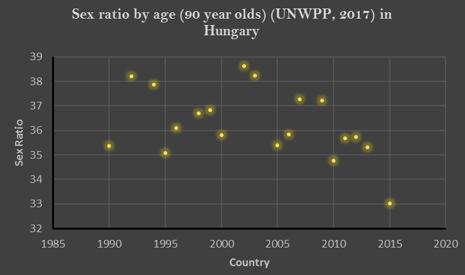 Sex ratio by age (90 year olds) (UNWPP, 2017) in
Hungary
39
38
37
36
35
34
33
32
Sex Ratio
1985 1990 1995 2000 2005 2010 2015 2020
Country